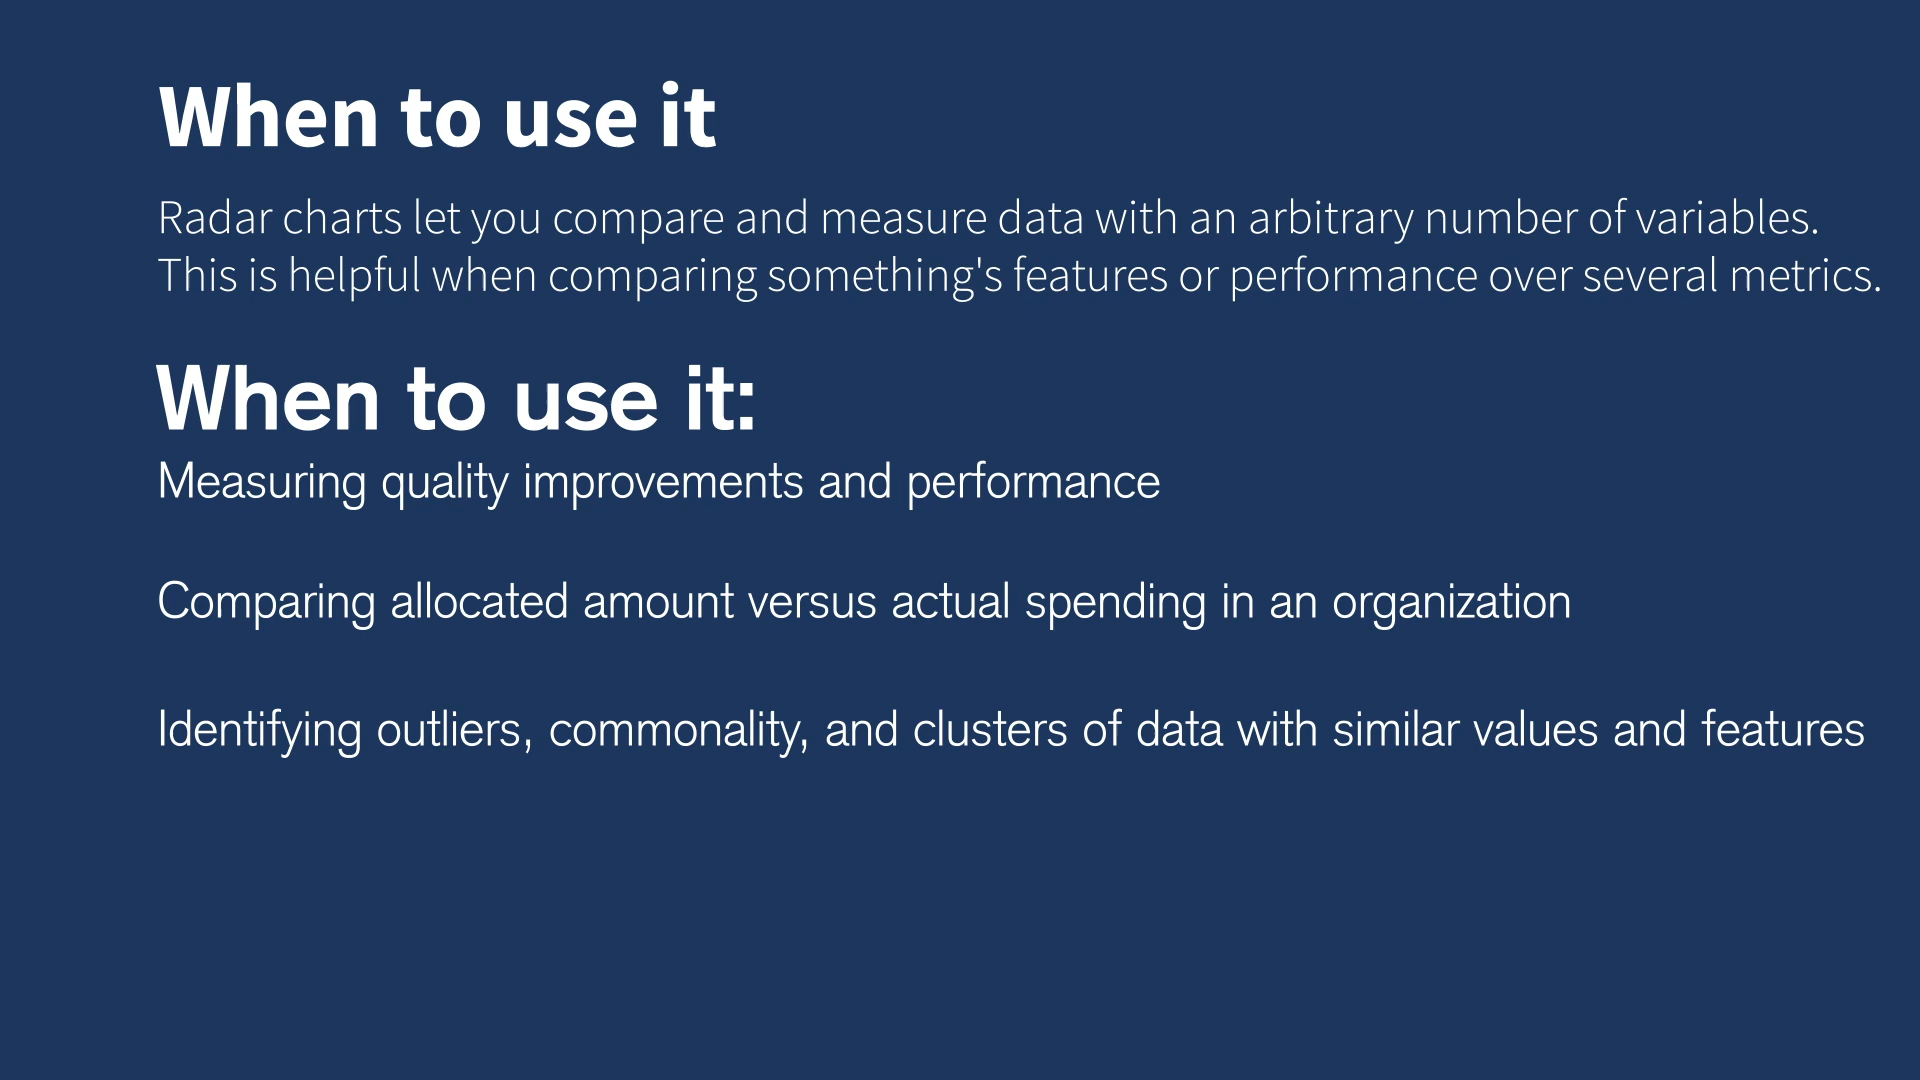 When to use it
Radar charts let you compare and measure data with an arbitrary number of variables.
This is helpful when comparing something's features or performance over several metrics.
When to use it:
Measuring quality improvements and performance
Comparing allocated amount versus actual spending in an organization
Identifying outliers, commonality, and clusters of data with similar values and features